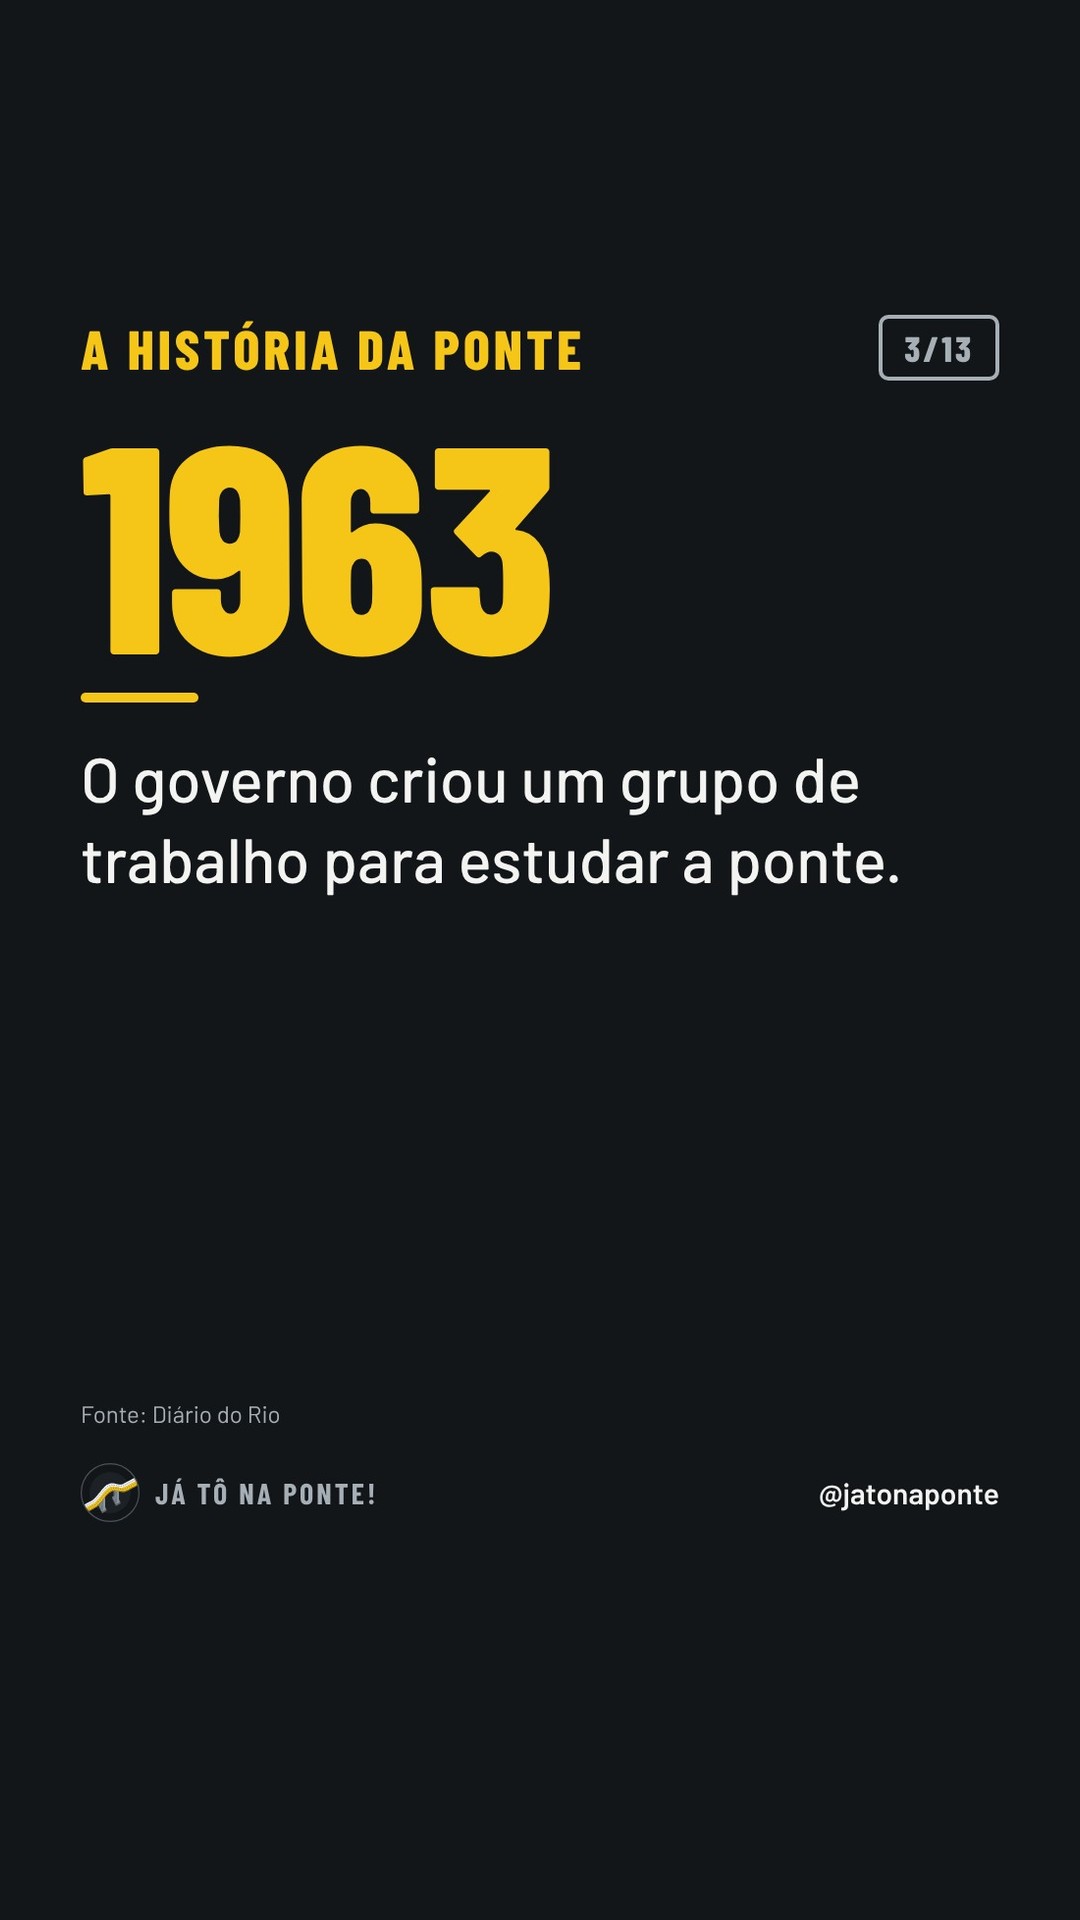 A HISTÓRIA DA PONTE
3/13
1963
O governo criou um grupo de
trabalho para estudar a ponte.
Fonte: Diário do Rio
JÁ TÔ NA PONTE!
@jatonaponte